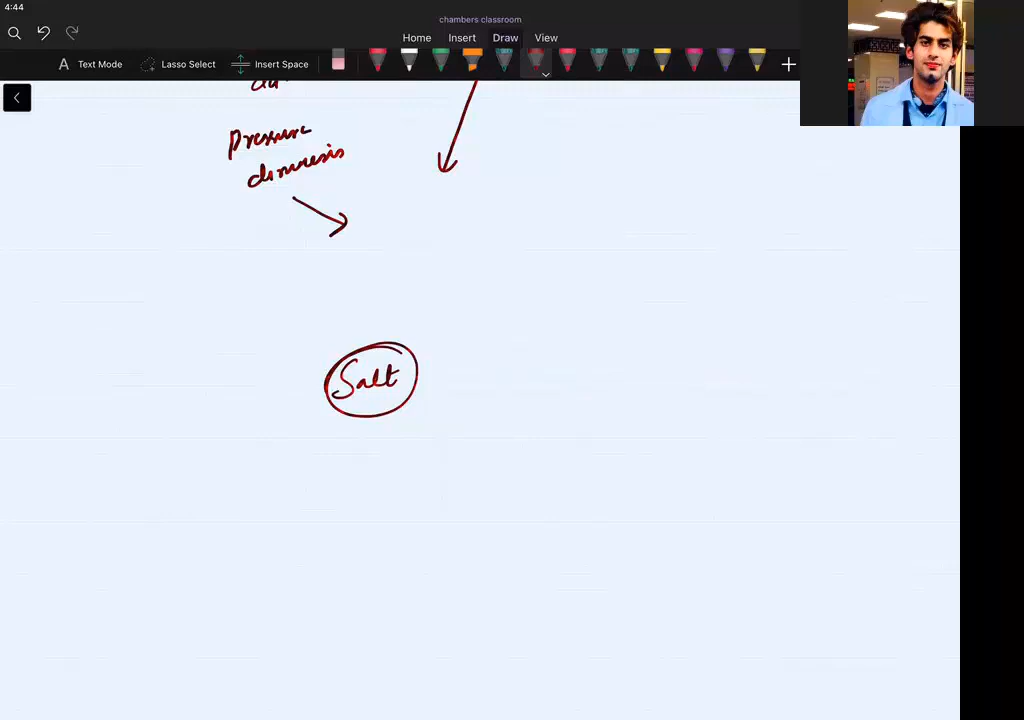 4:44
chambers classroom
Home Insert Draw View
A Text Mode Lasso Select Insert Space
Pressure
diuresis
Salt